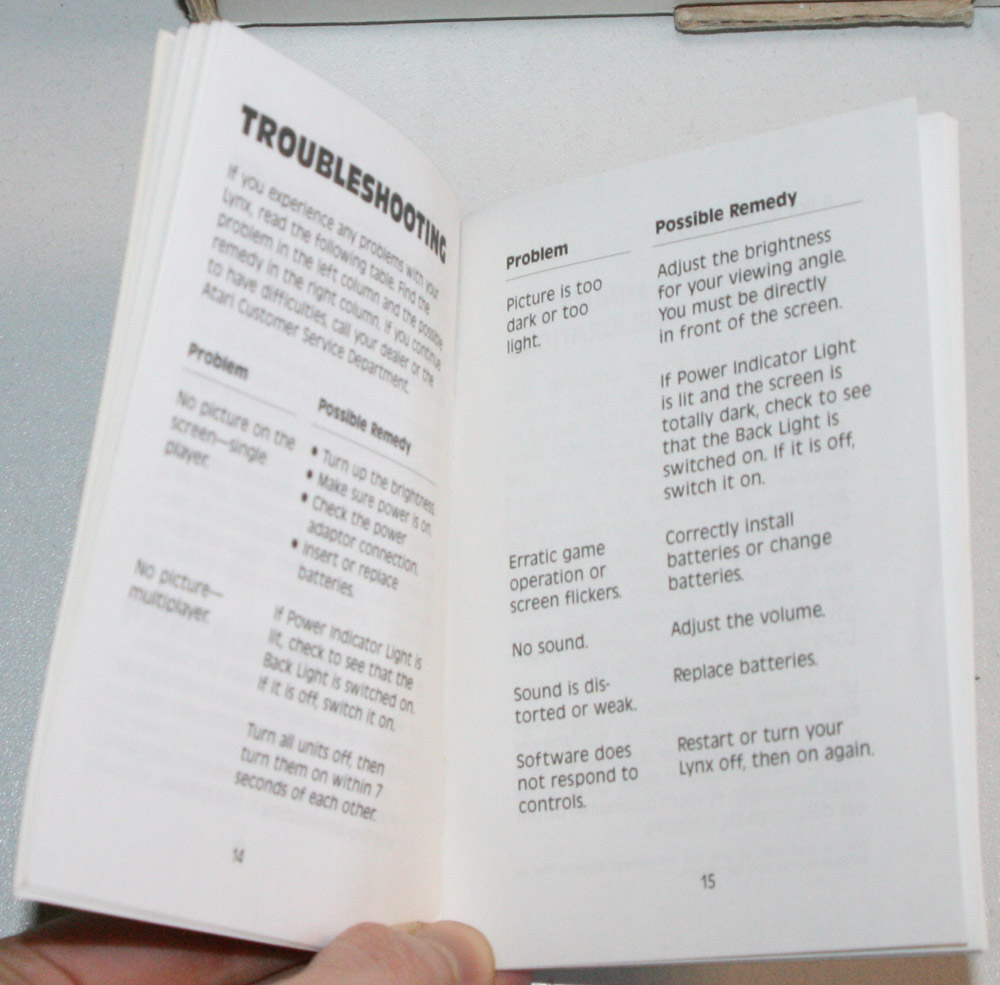 TROUBLESHOOTING
If you experience any problems with your
Lynx, read the following table. Find the
problem in the left column and the possible
remedy in the right column. If you continue
to have difficulties, call your dealer or the
Atari Customer Service Department.
Problem
Possible Remedy
No picture on the
screen—single
player.
• Turn up the brightness.
• Make sure power is on.
• Check the power
adaptor connection.
• Insert or replace
batteries.
If Power Indicator Light is
lit, check to see that the
Back Light is switched on.
If it is off, switch it on.
No picture—
multiplayer.
Turn all units off, then
turn them on within 7
seconds of each other.
14
Problem
Possible Remedy
Picture is too
dark or too
light.
Adjust the brightness
for your viewing angle.
You must be directly
in front of the screen.
If Power Indicator Light
is lit and the screen is
totally dark, check to see
that the Back Light is
switched on. If it is off,
switch it on.
Erratic game
operation or
screen flickers.
Correctly install
batteries or change
batteries.
No sound.
Adjust the volume.
Sound is dis-
torted or weak.
Replace batteries.
Software does
not respond to
controls.
Restart or turn your
Lynx off, then on again.
15